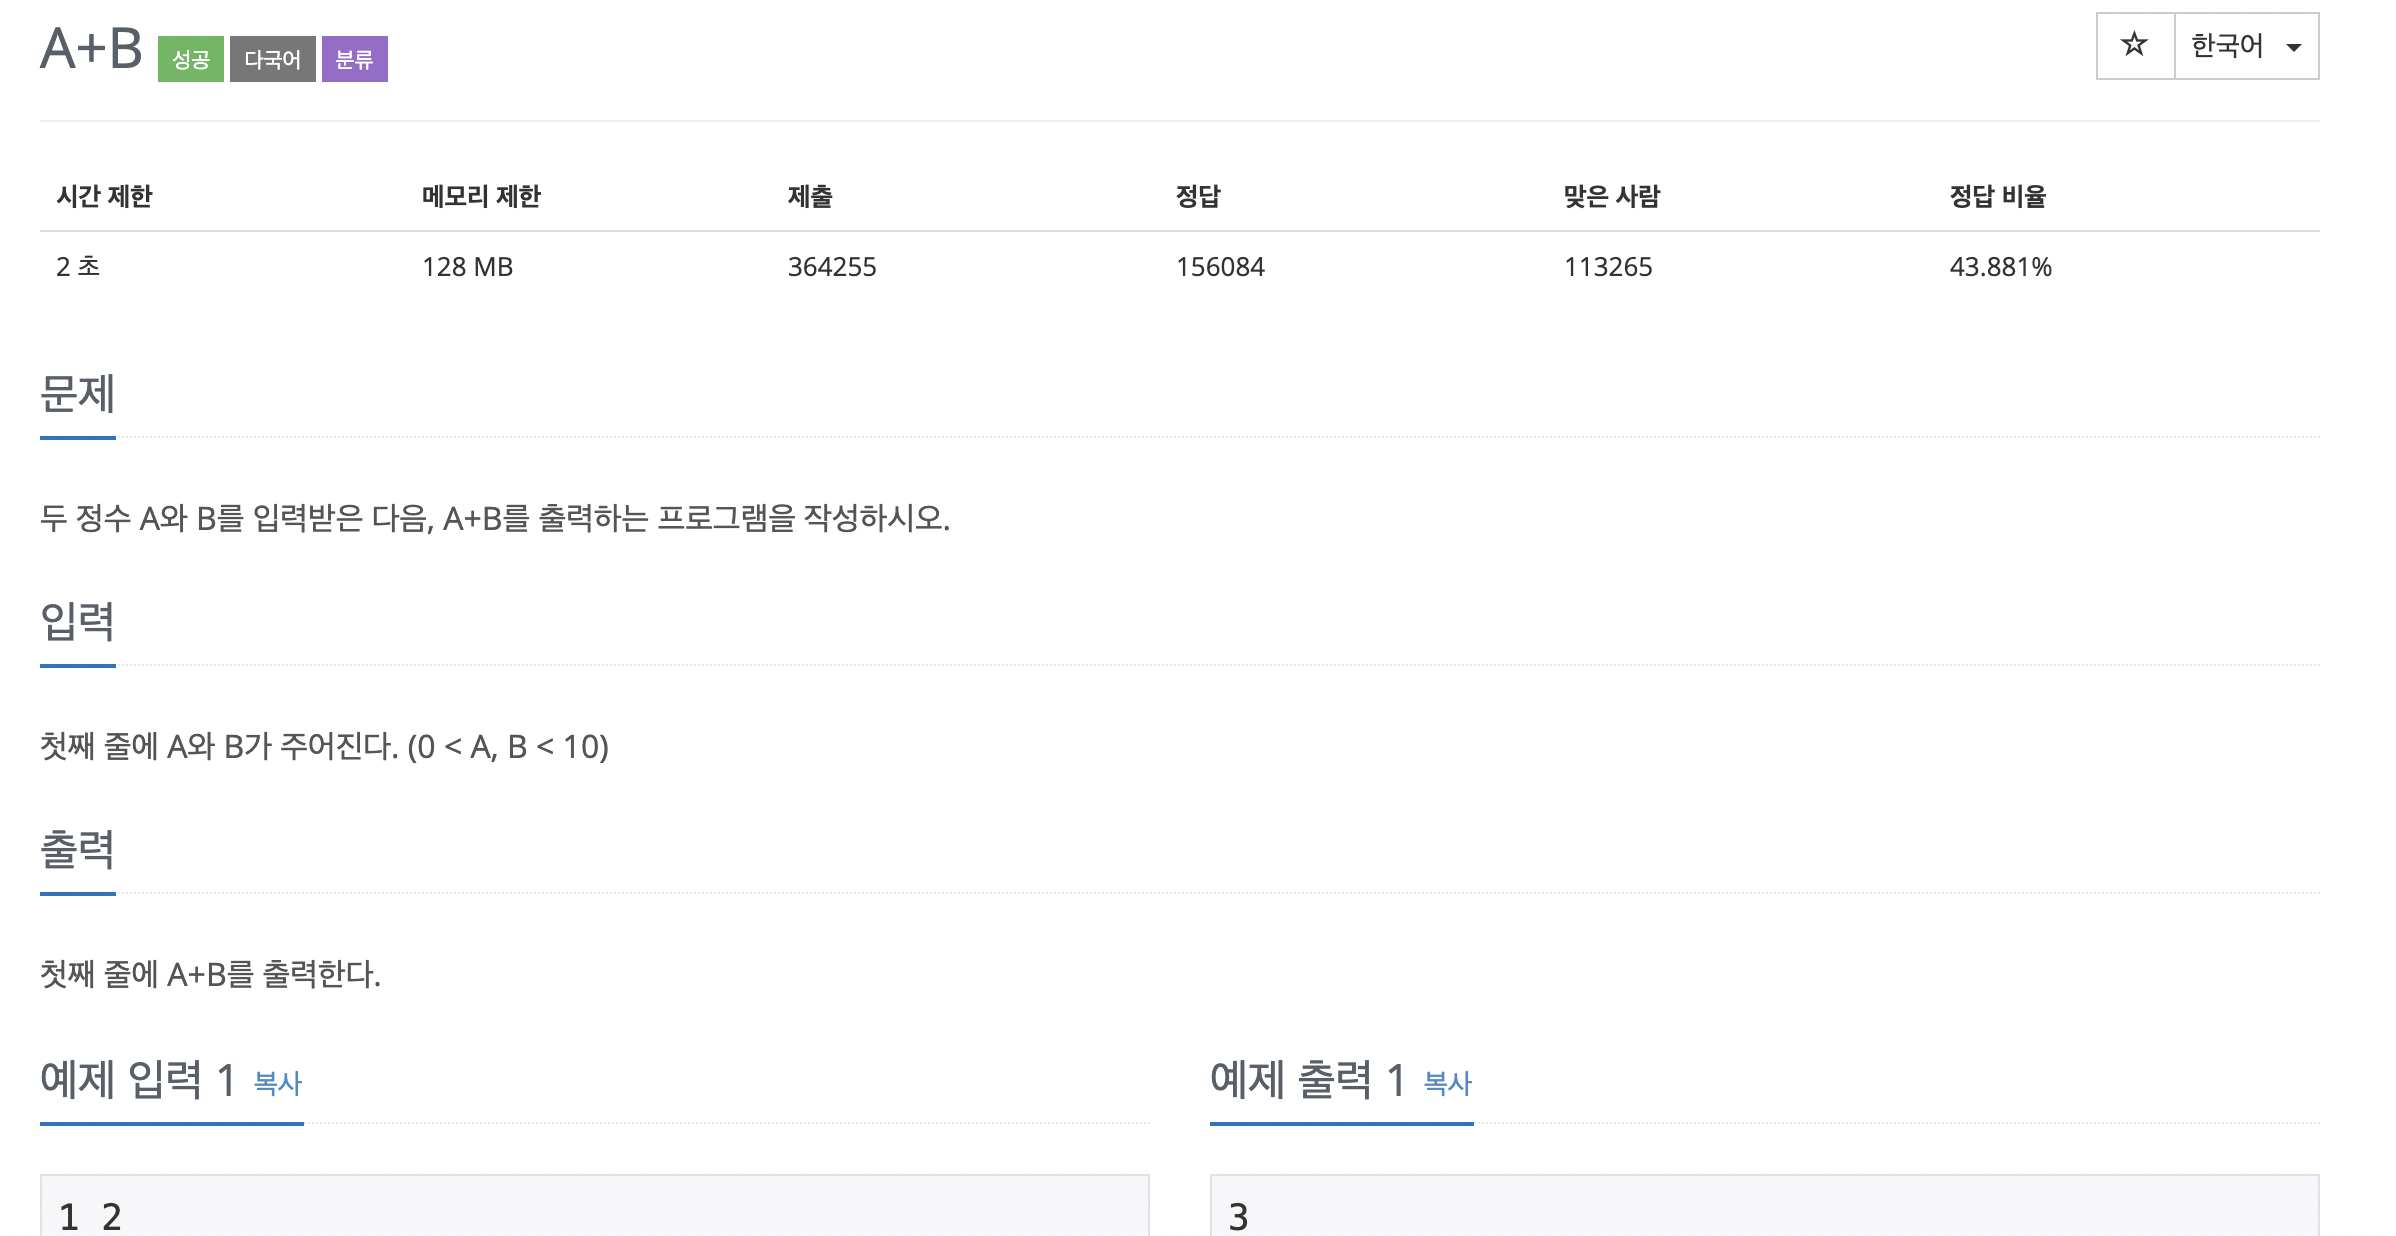 A+B 성공 다국어 분류 ☆ 한국어
시간 제한 메모리 제한 제출 정답 맞은 사람 정답 비율
2 초 128 MB 364255 156084 113265 43.881%
문제
두 정수 A와 B를 입력받은 다음, A+B를 출력하는 프로그램을 작성하시오.
입력
첫째 줄에 A와 B가 주어진다. (0 < A, B < 10)
출력
첫째 줄에 A+B를 출력한다.
예제 입력 1 복사
1 2
예제 출력 1 복사
3